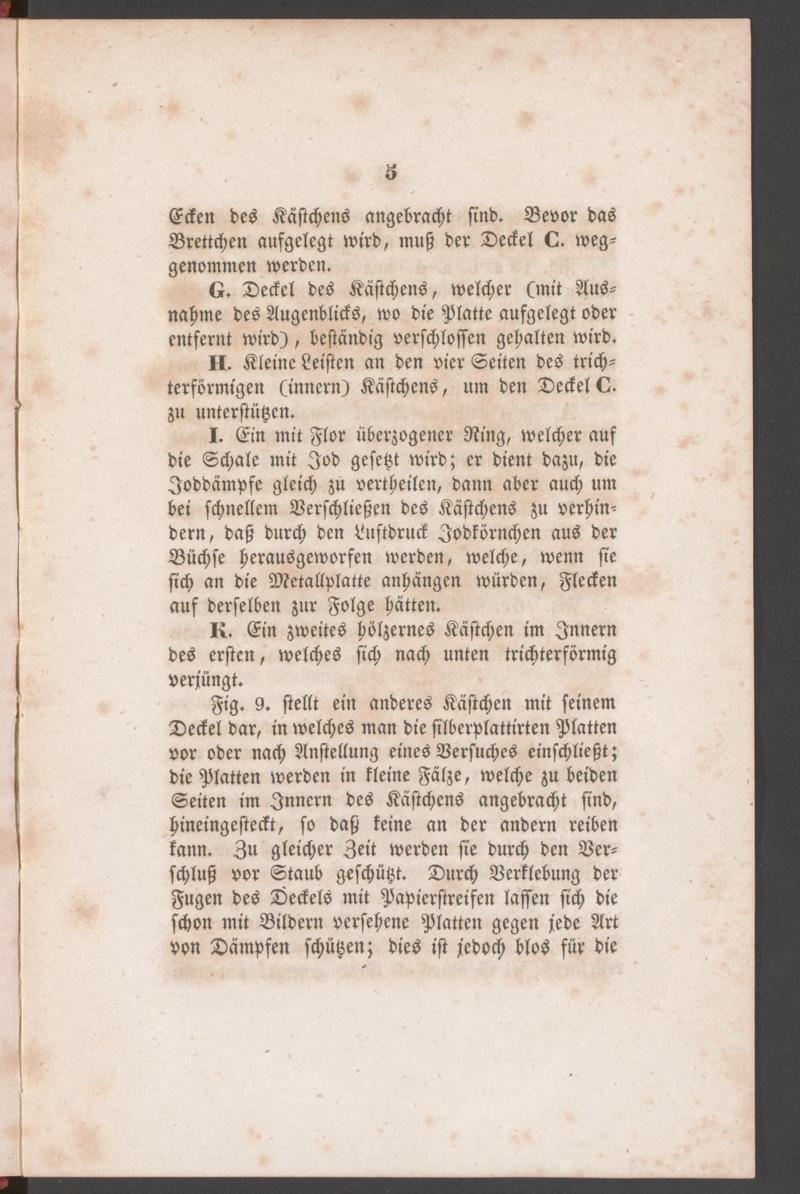 5
Ecken des Kästchens angebracht sind. Bevor das
Brettchen aufgelegt wird, muß der Deckel C. weg-
genommen werden.
G. Deckel des Kästchens, welcher (mit Aus-
nahme des Augenblicks, wo die Platte aufgelegt oder
entfernt wird), beständig verschlossen gehalten wird.
H. Kleine Leisten an den vier Seiten des trich-
terförmigen (innern) Kästchens, um den Deckel C.
zu unterstützen.
I. Ein mit Flor überzogener Ring, welcher auf
die Schale mit Jod gesetzt wird; er dient dazu, die
Joddämpfe gleich zu vertheilen, dann aber auch um
bei schnellem Verschließen des Kästchens zu verhin-
dern, daß durch den Luftdruck Jodkörnchen aus der
Büchse herausgeworfen werden, welche, wenn sie
sich an die Metallplatte anhängen würden, Flecken
auf derselben zur Folge hätten.
K. Ein zweites hölzernes Kästchen im Innern
des ersten, welches sich nach unten trichterförmig
verjüngt.
Fig. 9. stellt ein anderes Kästchen mit seinem
Deckel dar, in welches man die silberplattirten Platten
vor oder nach Anstellung eines Versuches einschließt;
die Platten werden in kleine Fälze, welche zu beiden
Seiten im Innern des Kästchens angebracht sind,
hineingesteckt, so daß keine an der andern reiben
kann. Zu gleicher Zeit werden sie durch den Ver-
schluß vor Staub geschützt. Durch Verklebung der
Fugen des Deckels mit Papierstreifen lassen sich die
schon mit Bildern versehene Platten gegen jede Art
von Dämpfen schützen; dies ist jedoch blos für die